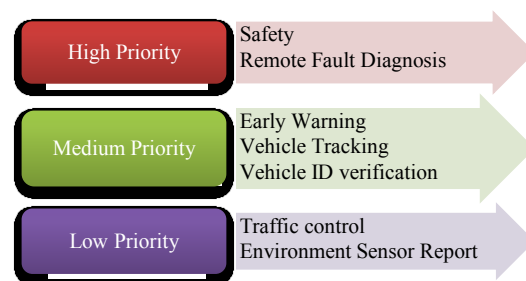 High Priority
Safety
Remote Fault Diagnosis
Medium Priority
Early Warning
Vehicle Tracking
Vehicle ID verification
Low Priority
Traffic control
Environment Sensor Report